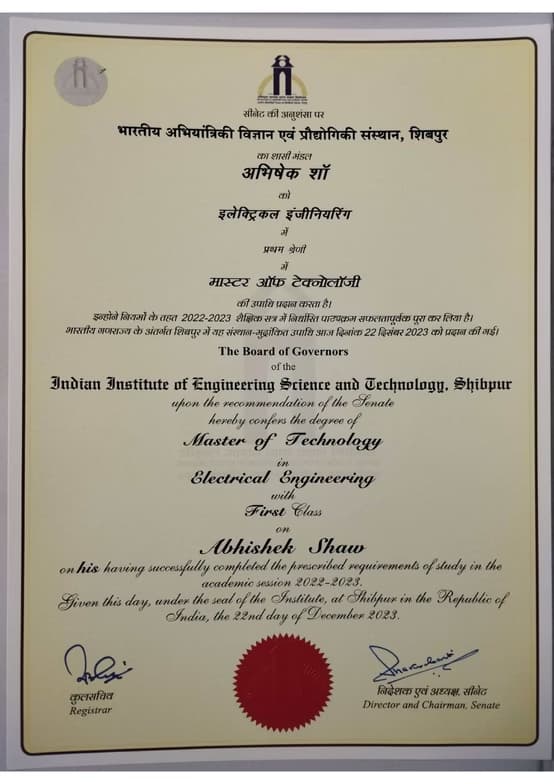 सीनेट की अनुशंसा पर
भारतीय अभियांत्रिकी विज्ञान एवं प्रौद्योगिकी संस्थान, शिबपुर
का शासी मंडल
अभिषेक शॉ
को
इलेक्ट्रिकल इंजीनियरिंग
में
प्रथम श्रेणी
में
मास्टर ऑफ टेक्नोलॉजी
की उपाधि प्रदान करता है।
इन्होंने नियमों के तहत 2022-2023 शैक्षिक सत्र में निर्धारित पाठ्यक्रम सफलतापूर्वक पूरा कर लिया है।
भारतीय गणराज्य के अंतर्गत शिबपुर में यह संस्थान-मुद्रांकित उपाधि आज दिनांक 22 दिसंबर 2023 को प्रदान की गई।
The Board of Governors
of the
Indian Institute of Engineering Science and Technology, Shibpur
upon the recommendation of the Senate
hereby confers the degree of
Master of Technology
in
Electrical Engineering
with
First Class
on
Abhishek Shaw
on his having successfully completed the prescribed requirements of study in the
academic session 2022-2023.
Given this day, under the seal of the Institute, at Shibpur in the Republic of
India, the 22nd day of December 2023.
कुलसचिव
Registrar
निदेशक एवं अध्यक्ष, सीनेट
Director and Chairman, Senate